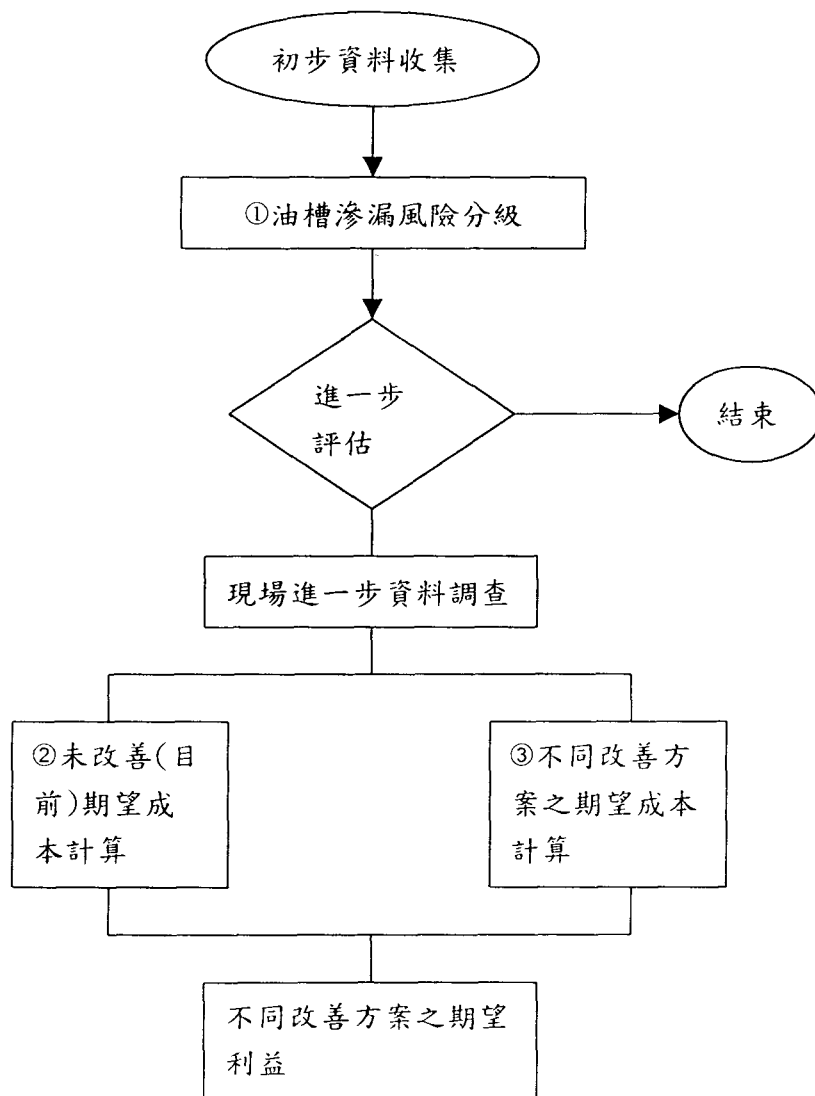 初步資料收集
①油槽滲漏風險分級
進一步
評估
結束
現場進一步資料調查
②未改善(目
前)期望成
本計算
③不同改善方
案之期望成本
計算
不同改善方案之期望
利益